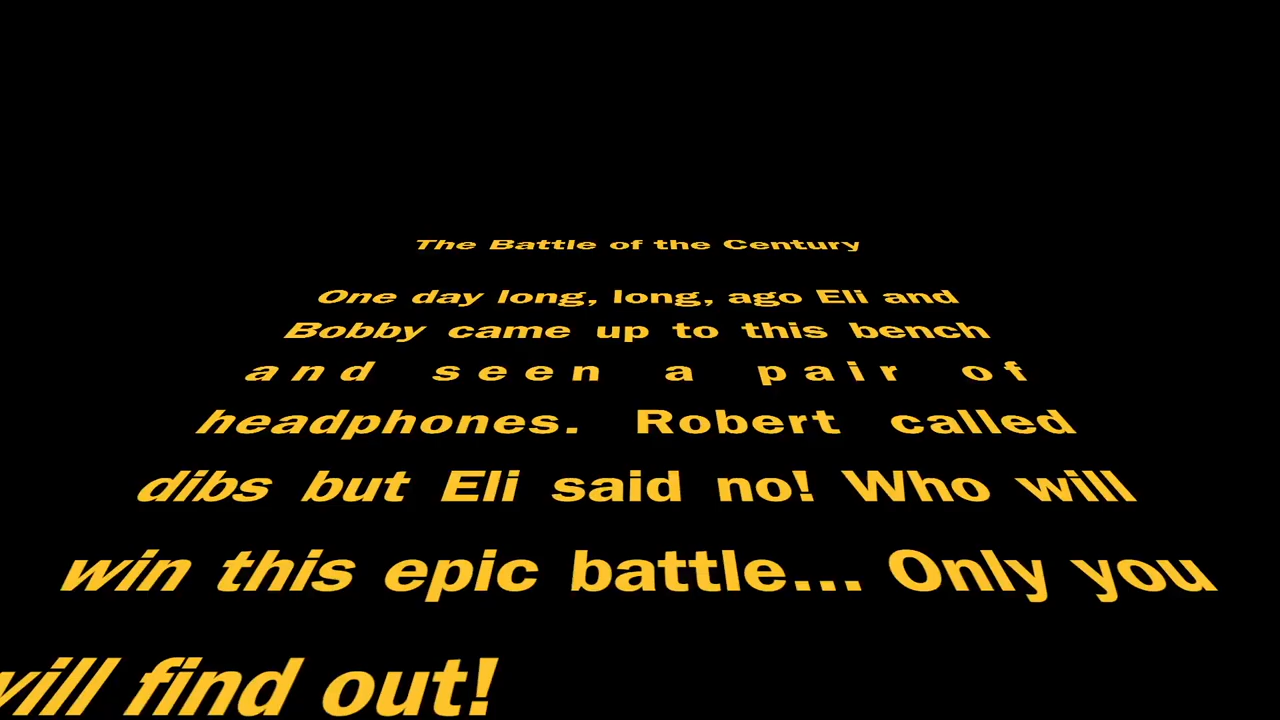 The Battle of the Century
One day long, long, ago Eli and
Bobby came up to this bench
and seen a pair of
headphones. Robert called
dibs but Eli said no! Who will
win this epic battle... Only you
will find out!